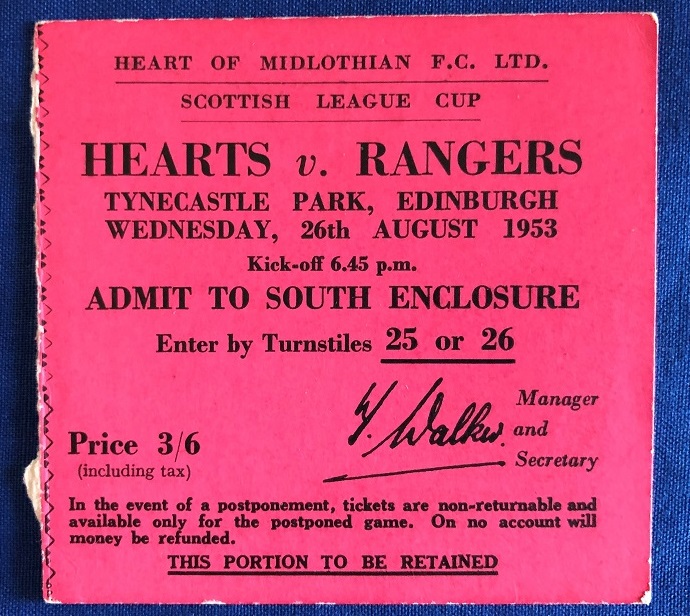 HEART OF MIDLOTHIAN F.C. LTD.
SCOTTISH LEAGUE CUP
HEARTS v. RANGERS
TYNECASTLE PARK, EDINBURGH
WEDNESDAY, 26th AUGUST 1953
Kick-off 6.45 p.m.
ADMIT TO SOUTH ENCLOSURE
Enter by Turnstiles 25 or 26
T. Walker.
Manager
and
Secretary
Price 3/6
(including tax)
In the event of a postponement, tickets are non-returnable and
available only for the postponed game. On no account will
money be refunded.
THIS PORTION TO BE RETAINED